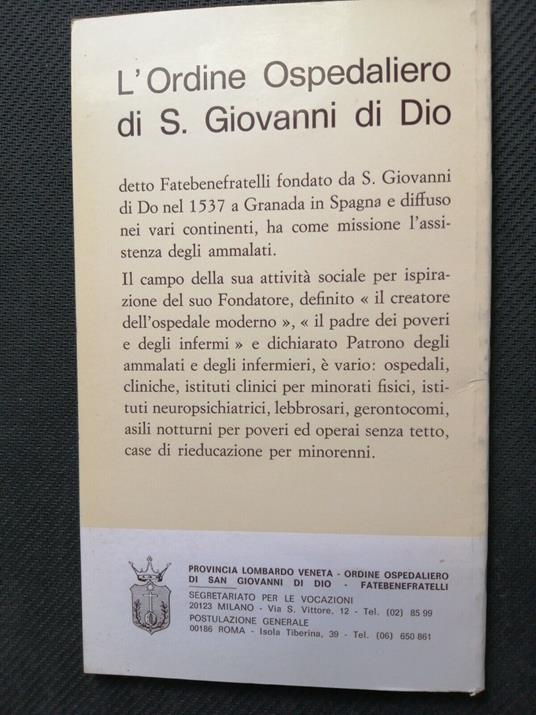 L'Ordine Ospedaliero
di S. Giovanni di Dio
detto Fatebenefratelli fondato da S. Giovanni
di Do nel 1537 a Granada in Spagna e diffuso
nei vari continenti, ha come missione l'assi-
stenza degli ammalati.
Il campo della sua attività sociale per ispira-
zione del suo Fondatore, definito « il creatore
dell'ospedale moderno », « il padre dei poveri
e degli infermi » e dichiarato Patrono degli
ammalati e degli infermieri, è vario: ospedali,
cliniche, istituti clinici per minorati fisici, isti-
tuti neuropsichiatrici, lebbrosari, gerontocomi,
asili notturni per poveri ed operai senza tetto,
case di rieducazione per minorenni.
PROVINCIA LOMBARDO VENETA - ORDINE OSPEDALIERO
DI SAN GIOVANNI DI DIO - FATEBENEFRATELLI
SEGRETARIATO PER LE VOCAZIONI
20123 MILANO - Via S. Vittore, 12 - Tel. (02) 85 99
POSTULAZIONE GENERALE
00186 ROMA - Isola Tiberina, 39 - Tel. (06) 650 861